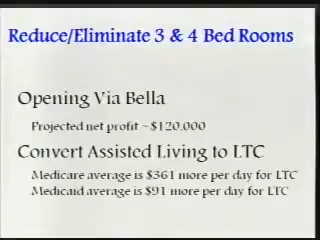 Reduce/Eliminate 3 & 4 Bed Rooms
Opening Via Bella
Projected net profit ~$120,000
Convert Assisted Living to LTC
Medicare average is $361 more per day for LTC
Medicaid average is $91 more per day for LTC